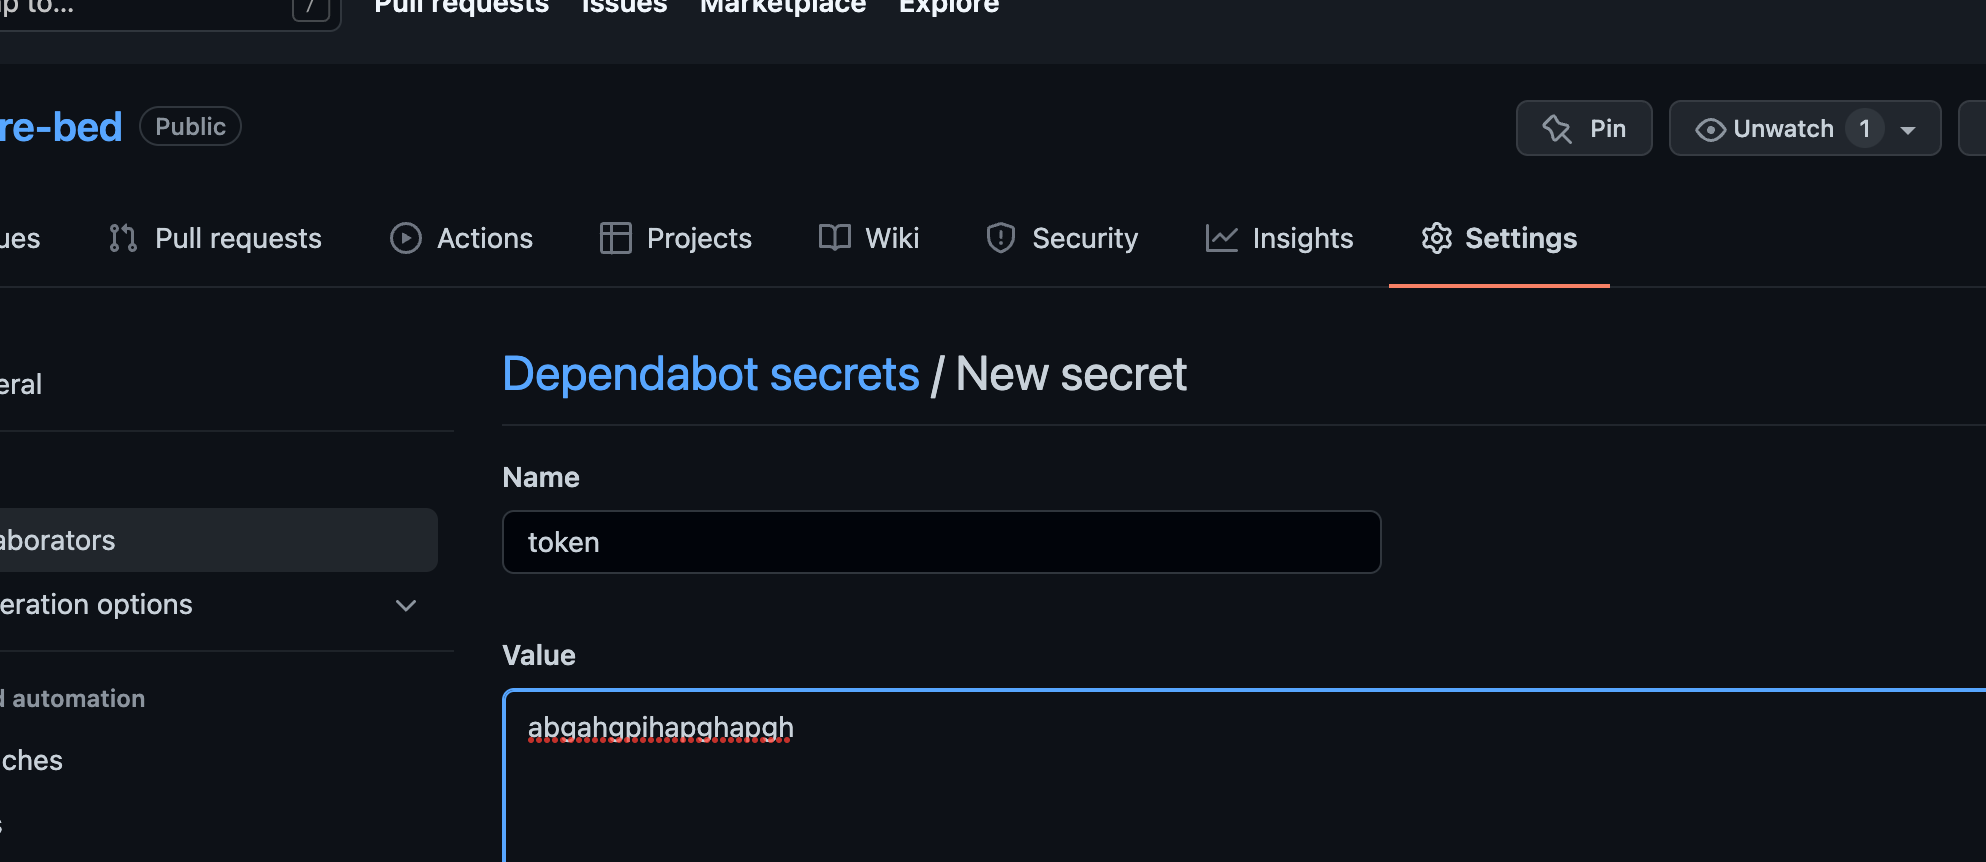 p to... / Pull requests Issues Marketplace Explore
re-bed Public Pin Unwatch 1
ues Pull requests Actions Projects Wiki Security Insights Settings
eral
Dependabot secrets / New secret
Name
token
aborators
eration options
Value
d automation
abgahgpihapghapgh
ches
s